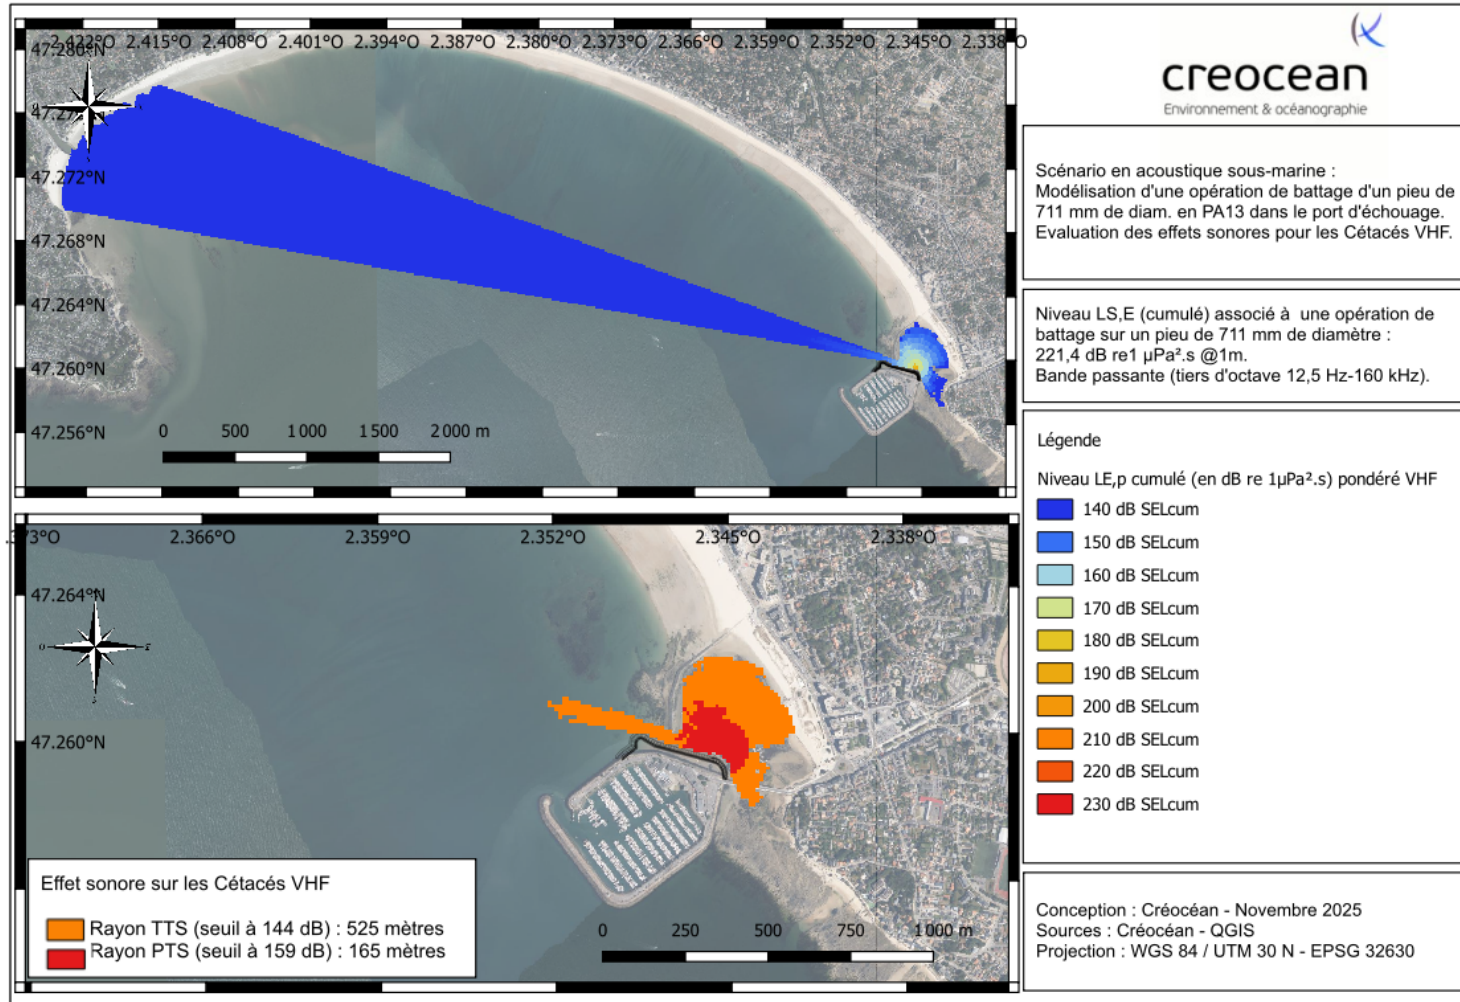 2.422°O 2.415°O 2.408°O 2.401°O 2.394°O 2.387°O 2.380°O 2.373°O 2.366°O 2.359°O 2.352°O 2.345°O 2.338°O
47.280°N
47.272°N
47.268°N
47.264°N
47.260°N
47.256°N
0 500 1 000 1 500 2 000 m
creocean
Environnement & océanographie
Scénario en acoustique sous-marine :
Modélisation d'une opération de battage d'un pieu de
711 mm de diam. en PA13 dans le port d'échouage.
Evaluation des effets sonores pour les Cétacés VHF.
Niveau LS,E (cumulé) associé à une opération de
battage sur un pieu de 711 mm de diamètre :
221,4 dB re1 µPa².s @1m.
Bande passante (tiers d'octave 12,5 Hz-160 kHz).
Légende
Niveau LE,p cumulé (en dB re 1µPa².s) pondéré VHF
140 dB SELcum
150 dB SELcum
160 dB SELcum
170 dB SELcum
180 dB SELcum
190 dB SELcum
200 dB SELcum
210 dB SELcum
220 dB SELcum
230 dB SELcum
2.366°O 2.359°O 2.352°O 2.345°O 2.338°O
47.264°N
47.260°N
Effet sonore sur les Cétacés VHF
Rayon TTS (seuil à 144 dB) : 525 mètres
Rayon PTS (seuil à 159 dB) : 165 mètres
0 250 500 750 1 000 m
Conception : Créocéan - Novembre 2025
Sources : Créocéan - QGIS
Projection : WGS 84 / UTM 30 N - EPSG 32630